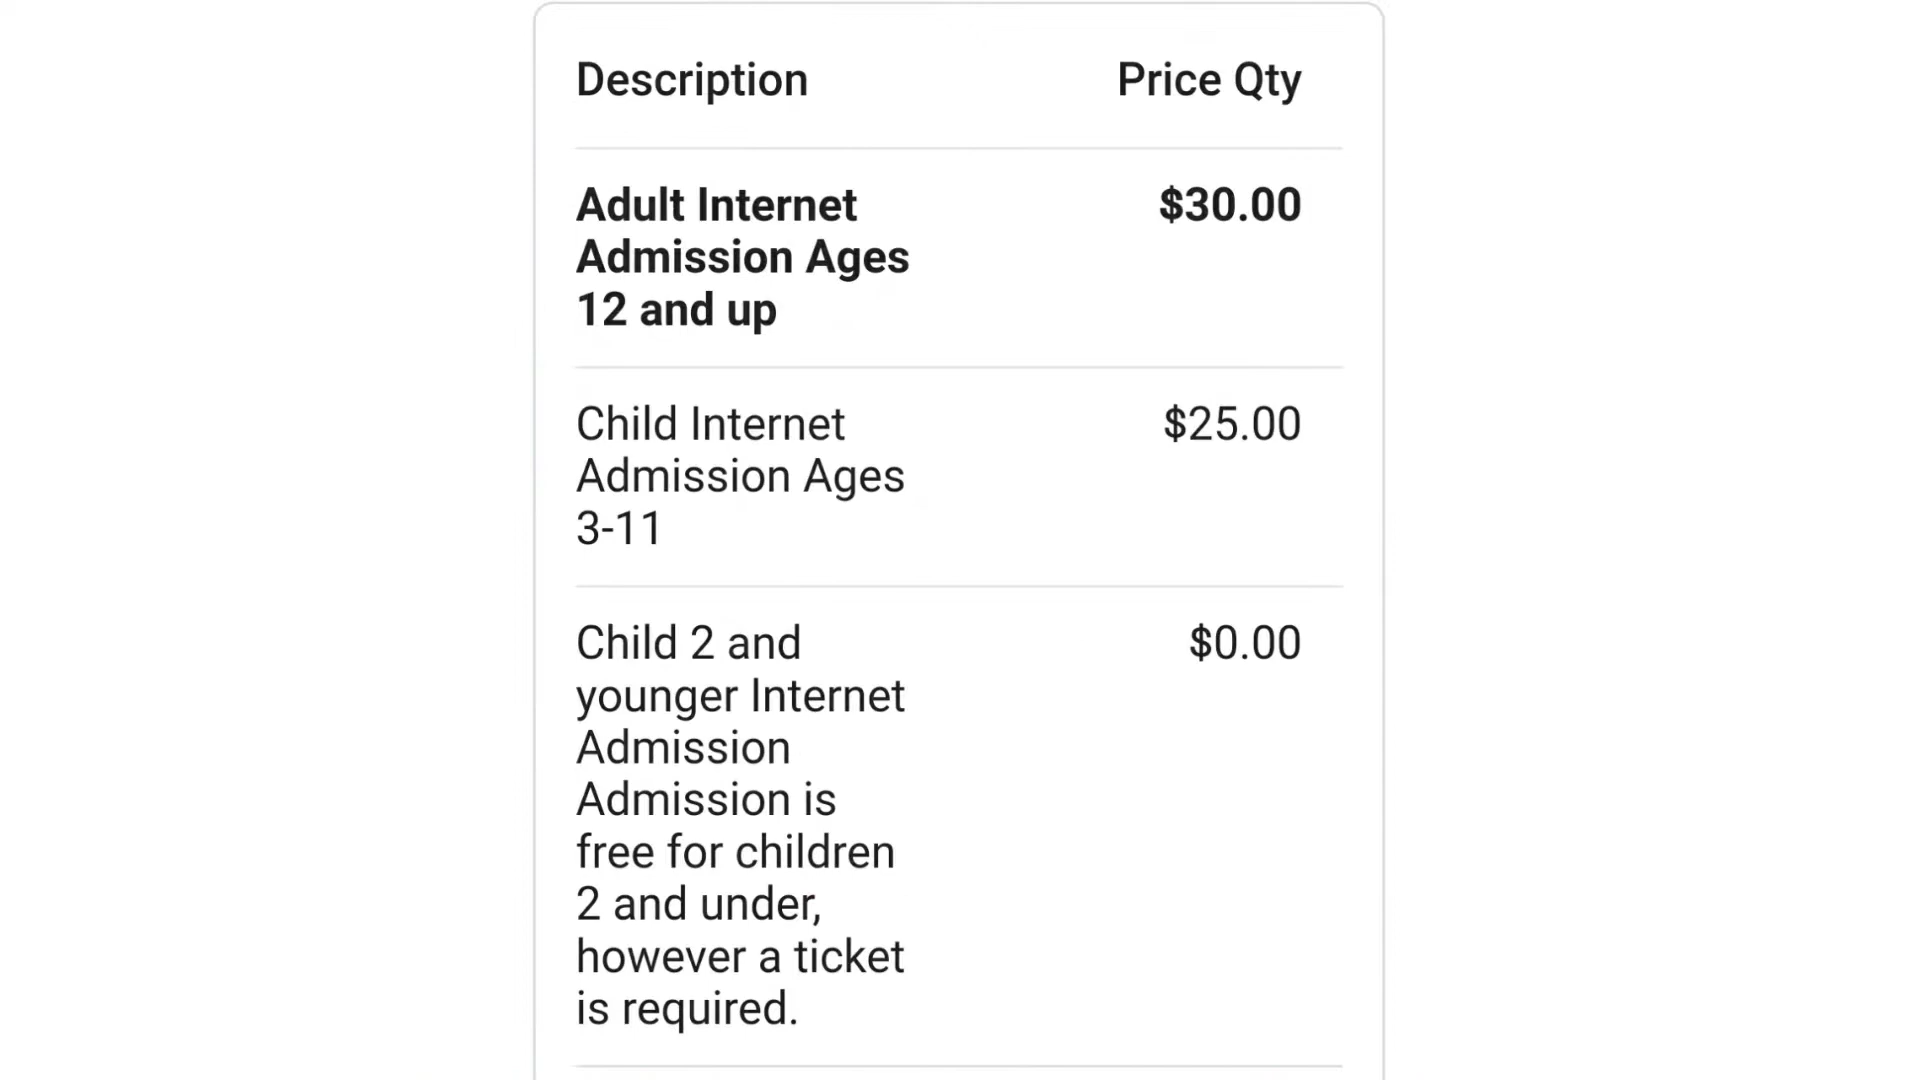 Description Price Qty
Adult Internet $30.00
Admission Ages
12 and up
Child Internet $25.00
Admission Ages
3-11
Child 2 and $0.00
younger Internet
Admission
Admission is
free for children
2 and under,
however a ticket
is required.